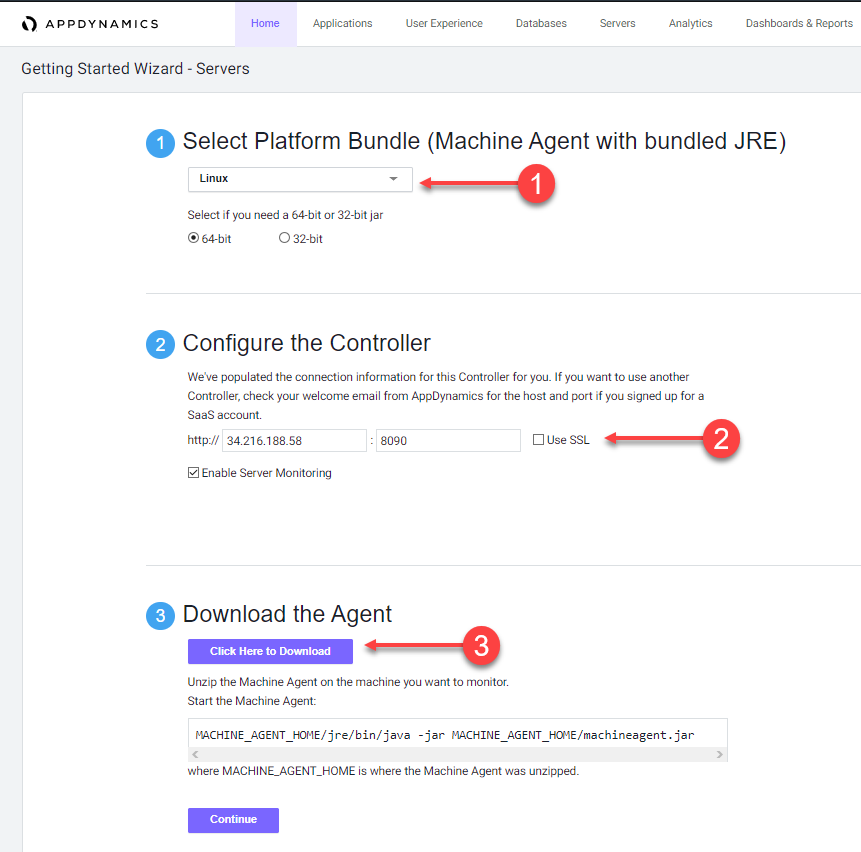 APPDYNAMICS Home Applications User Experience Databases Servers Analytics Dashboards & Reports
Getting Started Wizard - Servers
1 Select Platform Bundle (Machine Agent with bundled JRE)
Linux 1
Select if you need a 64-bit or 32-bit jar
64-bit 32-bit
2 Configure the Controller
We've populated the connection information for this Controller for you. If you want to use another
Controller, check your welcome email from AppDynamics for the host and port if you signed up for a
SaaS account.
http:// 34.216.188.58 : 8090 Use SSL 2
Enable Server Monitoring
3 Download the Agent
Click Here to Download 3
Unzip the Machine Agent on the machine you want to monitor.
Start the Machine Agent:
MACHINE_AGENT_HOME/jre/bin/java -jar MACHINE_AGENT_HOME/machineagent.jar
where MACHINE_AGENT_HOME is where the Machine Agent was unzipped.
Continue